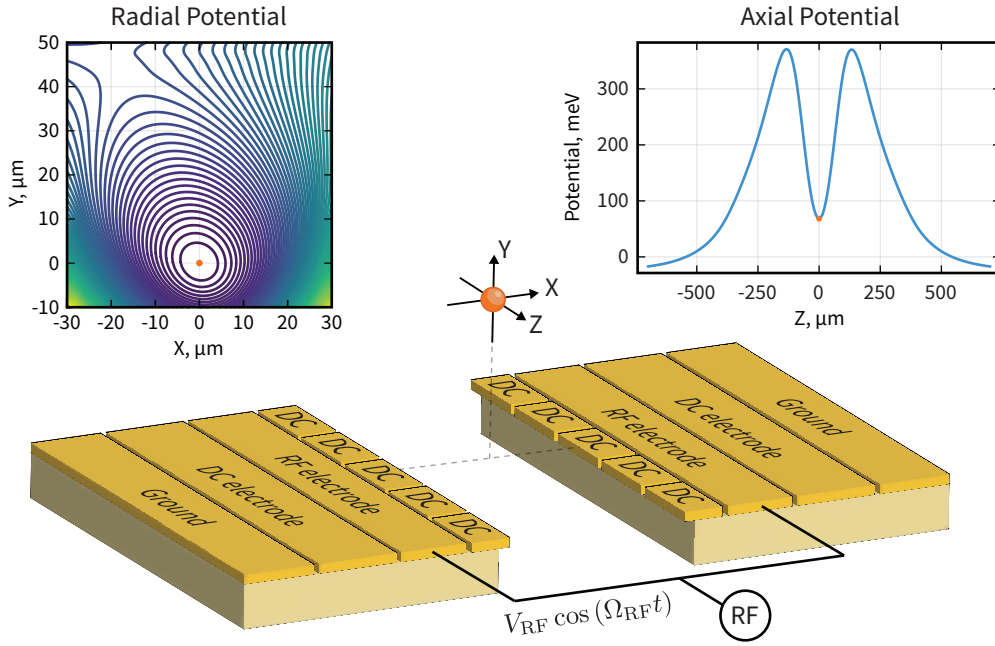 Radial Potential
Axial Potential
50
40
30
20
10
0
-10
Y, μm
-30
-20
-10
0
10
20
30
X, μm
300
200
100
0
Potential, meV
-500
-250
0
250
500
Z, μm
Y
X
Z
DC
DC
DC
DC
DC
RF electrode
DC electrode
Ground
DC
DC
DC
DC
DC
RF electrode
DC electrode
Ground
V_RF cos (Ω_RF t)
RF